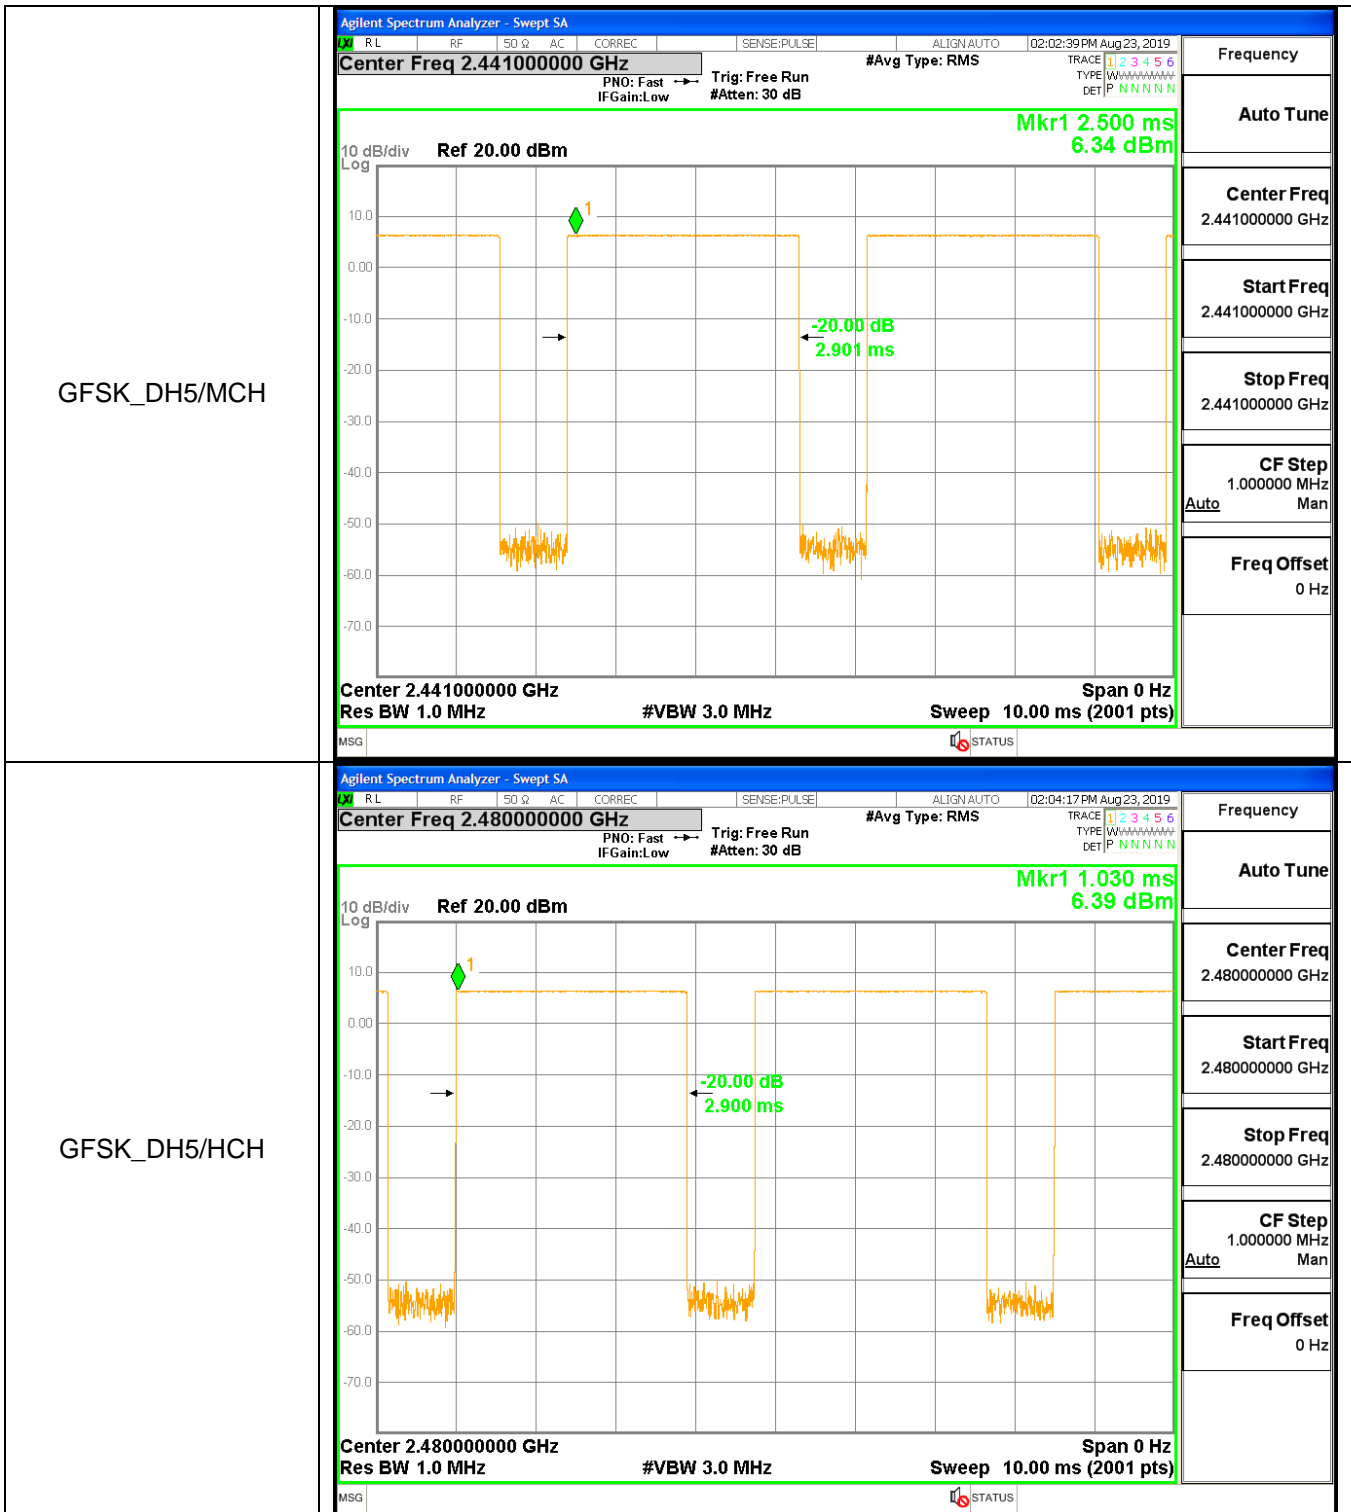 GFSK_DH5/MCH
Agilent Spectrum Analyzer - Swept SA
LXI RL RF 50 Ω AC CORREC SENSE:PULSE ALIGN AUTO 02:02:39 PM Aug 23, 2019
Center Freq 2.441000000 GHz
#Avg Type: RMS
TRACE 1 2 3 4 5 6
TYPE
DET P N N N N N
PNO: Fast
IFGain:Low
Trig: Free Run
#Atten: 30 dB
Mkr1 2.500 ms
6.34 dBm
10 dB/div Ref 20.00 dBm
Log
1
10.0
0.00
-10.0
-20.0
-30.0
-40.0
-50.0
-60.0
-70.0
-20.00 dB
2.901 ms
Center 2.441000000 GHz Span 0 Hz
Res BW 1.0 MHz #VBW 3.0 MHz Sweep 10.00 ms (2001 pts)
MSG STATUS
Frequency
Auto Tune
Center Freq
2.441000000 GHz
Start Freq
2.441000000 GHz
Stop Freq
2.441000000 GHz
CF Step
1.000000 MHz
Auto Man
Freq Offset
0 Hz
GFSK_DH5/HCH
Agilent Spectrum Analyzer - Swept SA
LXI RL RF 50 Ω AC CORREC SENSE:PULSE ALIGN AUTO 02:04:17 PM Aug 23, 2019
Center Freq 2.480000000 GHz
#Avg Type: RMS
TRACE 1 2 3 4 5 6
TYPE
DET P N N N N N
PNO: Fast
IFGain:Low
Trig: Free Run
#Atten: 30 dB
Mkr1 1.030 ms
6.39 dBm
10 dB/div Ref 20.00 dBm
Log
1
10.0
0.00
-10.0
-20.0
-30.0
-40.0
-50.0
-60.0
-70.0
-20.00 dB
2.900 ms
Center 2.480000000 GHz Span 0 Hz
Res BW 1.0 MHz #VBW 3.0 MHz Sweep 10.00 ms (2001 pts)
MSG STATUS
Frequency
Auto Tune
Center Freq
2.480000000 GHz
Start Freq
2.480000000 GHz
Stop Freq
2.480000000 GHz
CF Step
1.000000 MHz
Auto Man
Freq Offset
0 Hz